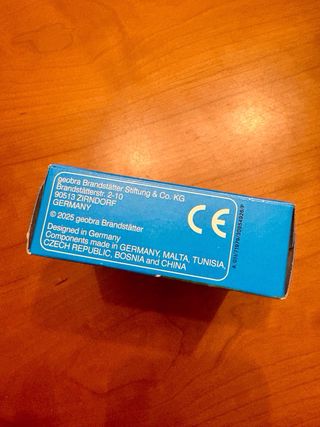 geobra Brandstätter Stiftung & Co. KG
Brandstätterstr. 2-10
90513 ZIRNDORF
GERMANY
© 2025 geobra Brandstätter
Designed in Germany
Components made in GERMANY, MALTA, TUNISIA,
CZECH REPUBLIC, BOSNIA and CHINA
CE